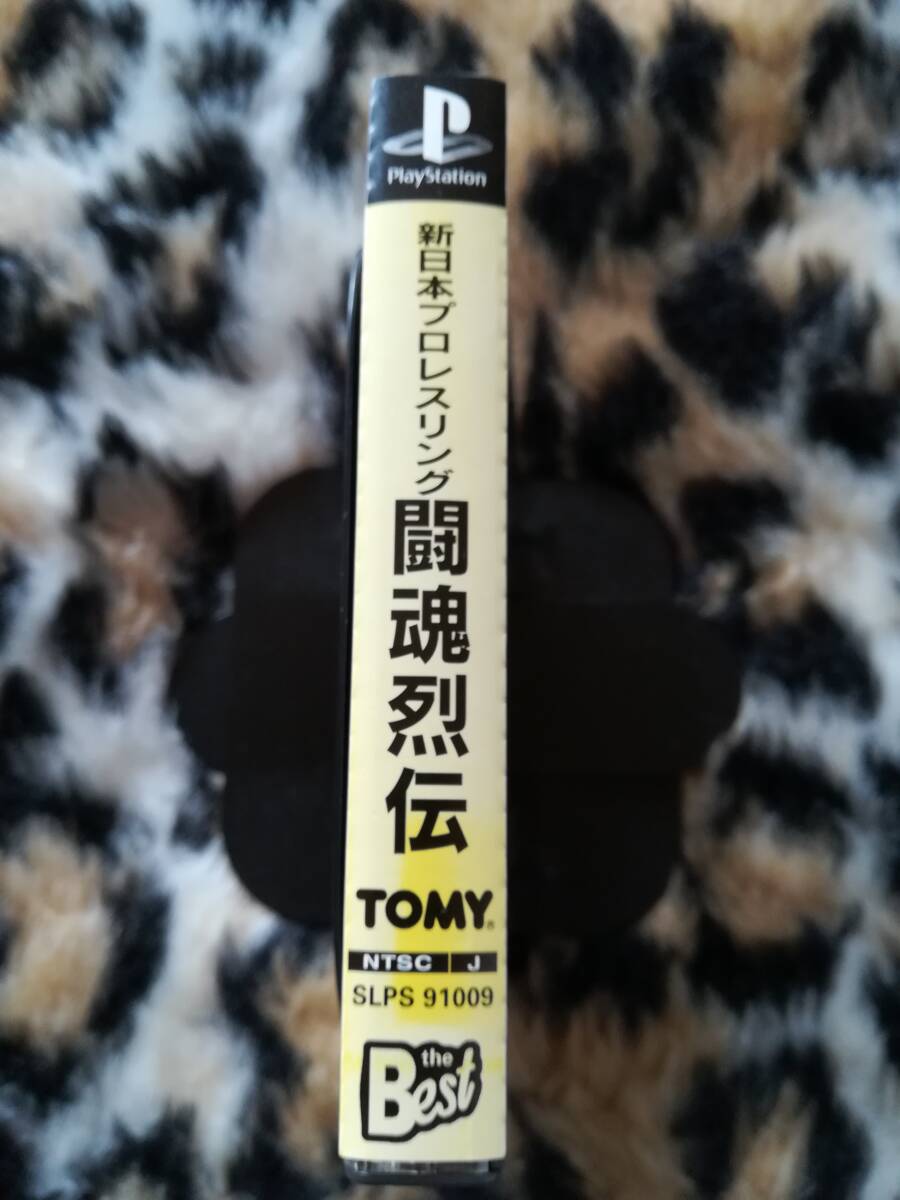 PlayStation
新日本プロレスリング
闘魂烈伝
TOMY®
NTSC J
SLPS 91009
the
Best